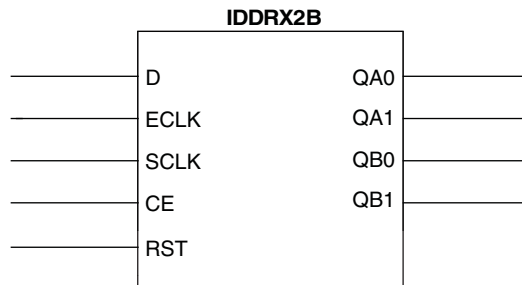 IDDRX2B
D QA0
ECLK QA1
SCLK QB0
CE QB1
RST